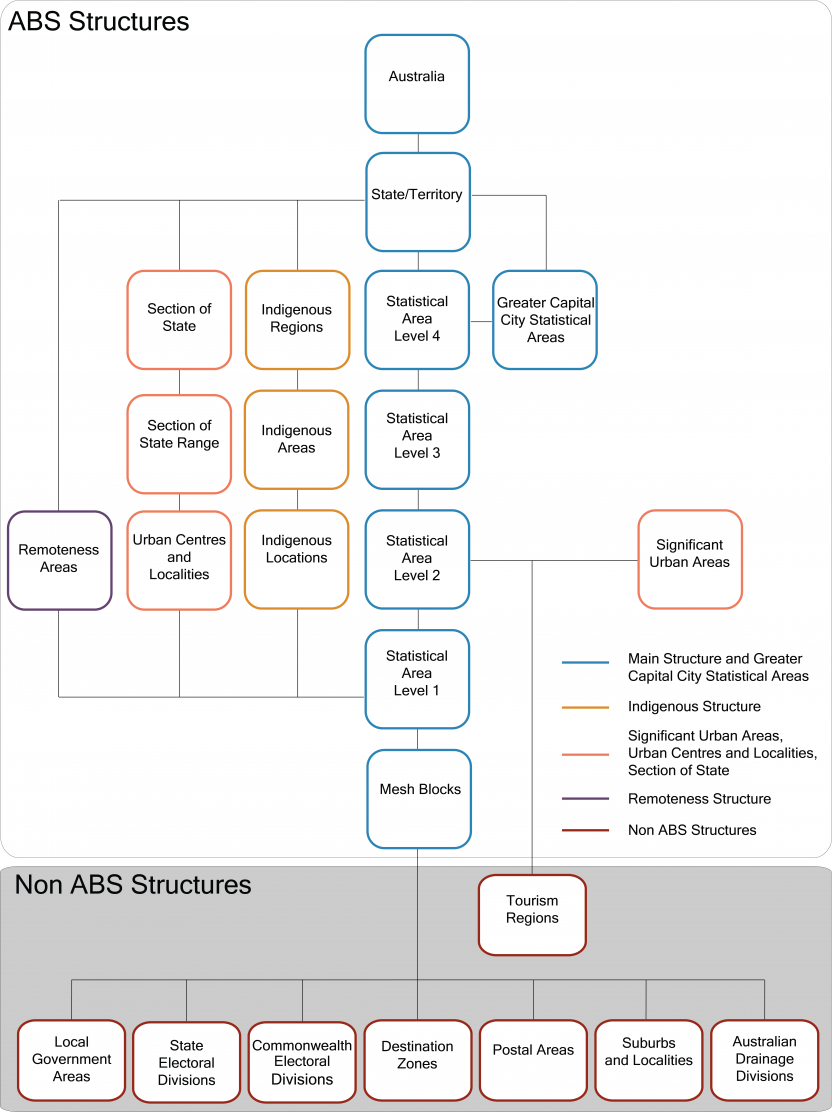 ABS Structures
Australia
State/Territory
Section of
State
Indigenous
Regions
Statistical
Area
Level 4
Greater Capital
City Statistical
Areas
Section of
State Range
Indigenous
Areas
Statistical
Area
Level 3
Remoteness
Areas
Urban Centres
and
Localities
Indigenous
Locations
Statistical
Area
Level 2
Significant
Urban Areas
Statistical
Area
Level 1
Main Structure and Greater
Capital City Statistical Areas
Indigenous Structure
Significant Urban Areas,
Urban Centres and Localities,
Section of State
Remoteness Structure
Non ABS Structures
Mesh Blocks
Non ABS Structures
Tourism
Regions
Local
Government
Areas
State
Electoral
Divisions
Commonwealth
Electoral
Divisions
Destination
Zones
Postal Areas
Suburbs
and Localities
Australian
Drainage
Divisions